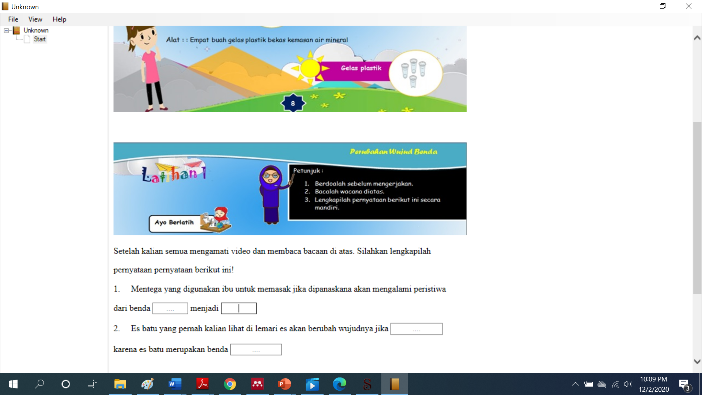 Unknown
File View Help
Unknown
Start
Alat : : Empat buah gelas plastik bekas kemasan air mineral
Gelas plastik
8
Perubahan Wujud Benda
Latihan 1
Petunjuk :
1. Berdoalah sebelum mengerjakan.
2. Bacalah wacana diatas.
3. Lengkapilah pernyataan berikut ini secara
mandiri.
Ayo Berlatih
Setelah kalian semua mengamati video dan membaca bacaan di atas. Silahkan lengkapilah
pernyataan pernyataan berikut ini!
1. Mentega yang digunakan ibu untuk memasak jika dipanaskana akan mengalami peristiwa
dari benda .... menjadi
2. Es batu yang pernah kalian lihat di lemari es akan berubah wujudnya jika ...
karena es batu merupakan benda ...
10:09 PM
12/2/2020
3